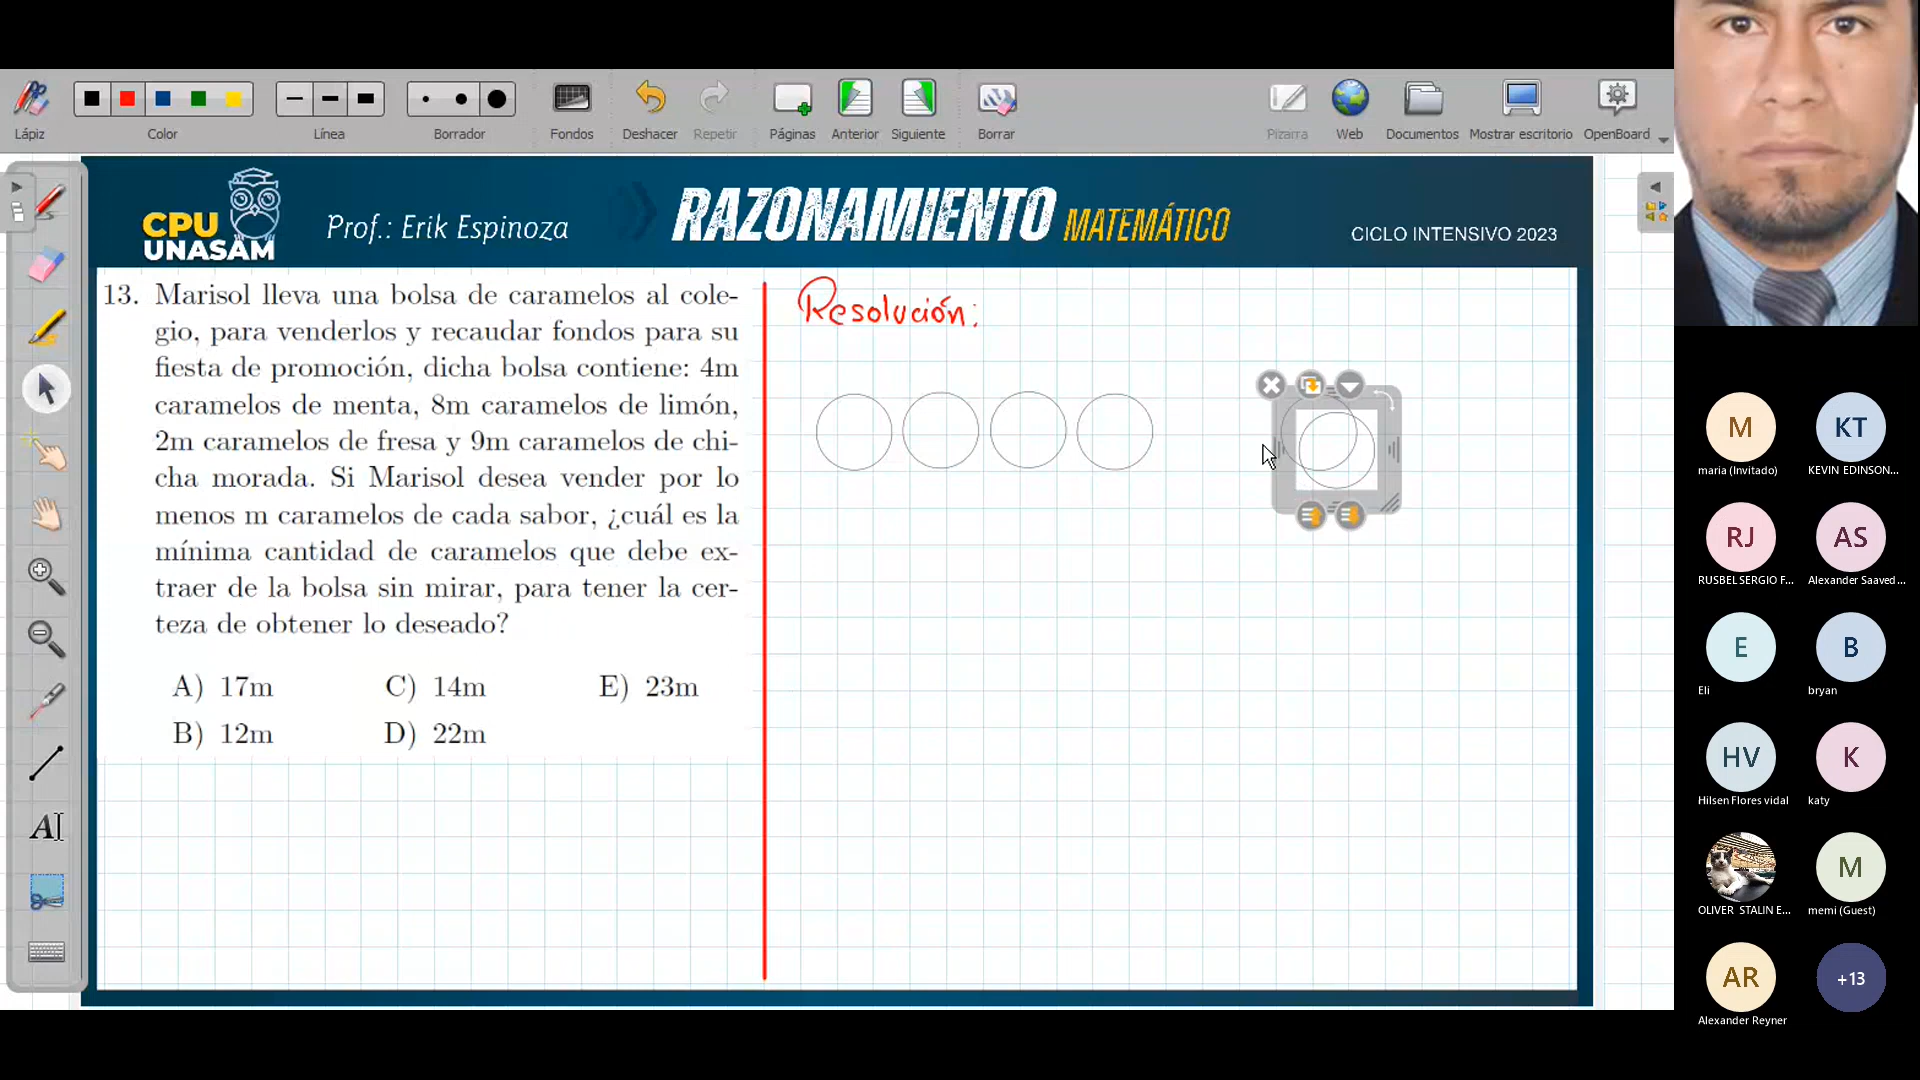 Lápiz
Color
Línea
Borrador
Fondos
Deshacer
Repetir
Páginas
Anterior
Siguiente
Borrar
Pizarra
Web
Documentos
Mostrar escritorio
OpenBoard
CPU
UNASAM
Prof.: Erik Espinoza
RAZONAMIENTO MATEMÁTICO
CICLO INTENSIVO 2023
13. Marisol lleva una bolsa de caramelos al cole-
gio, para venderlos y recaudar fondos para su
fiesta de promoción, dicha bolsa contiene: 4m
caramelos de menta, 8m caramelos de limón,
2m caramelos de fresa y 9m caramelos de chi-
cha morada. Si Marisol desea vender por lo
menos m caramelos de cada sabor, ¿cuál es la
mínima cantidad de caramelos que debe ex-
traer de la bolsa sin mirar, para tener la cer-
teza de obtener lo deseado?
A) 17m C) 14m E) 23m
B) 12m D) 22m
Resolución:
AI
M KT
maria (Invitado) KEVIN EDINSON...
RJ AS
RUSBEL SERGIO F... Alexander Saaved...
E B
Eli bryan
HV K
Hilsen Flores vidal katy
M
OLIVER STALIN E... memi (Guest)
AR +13
Alexander Reyner